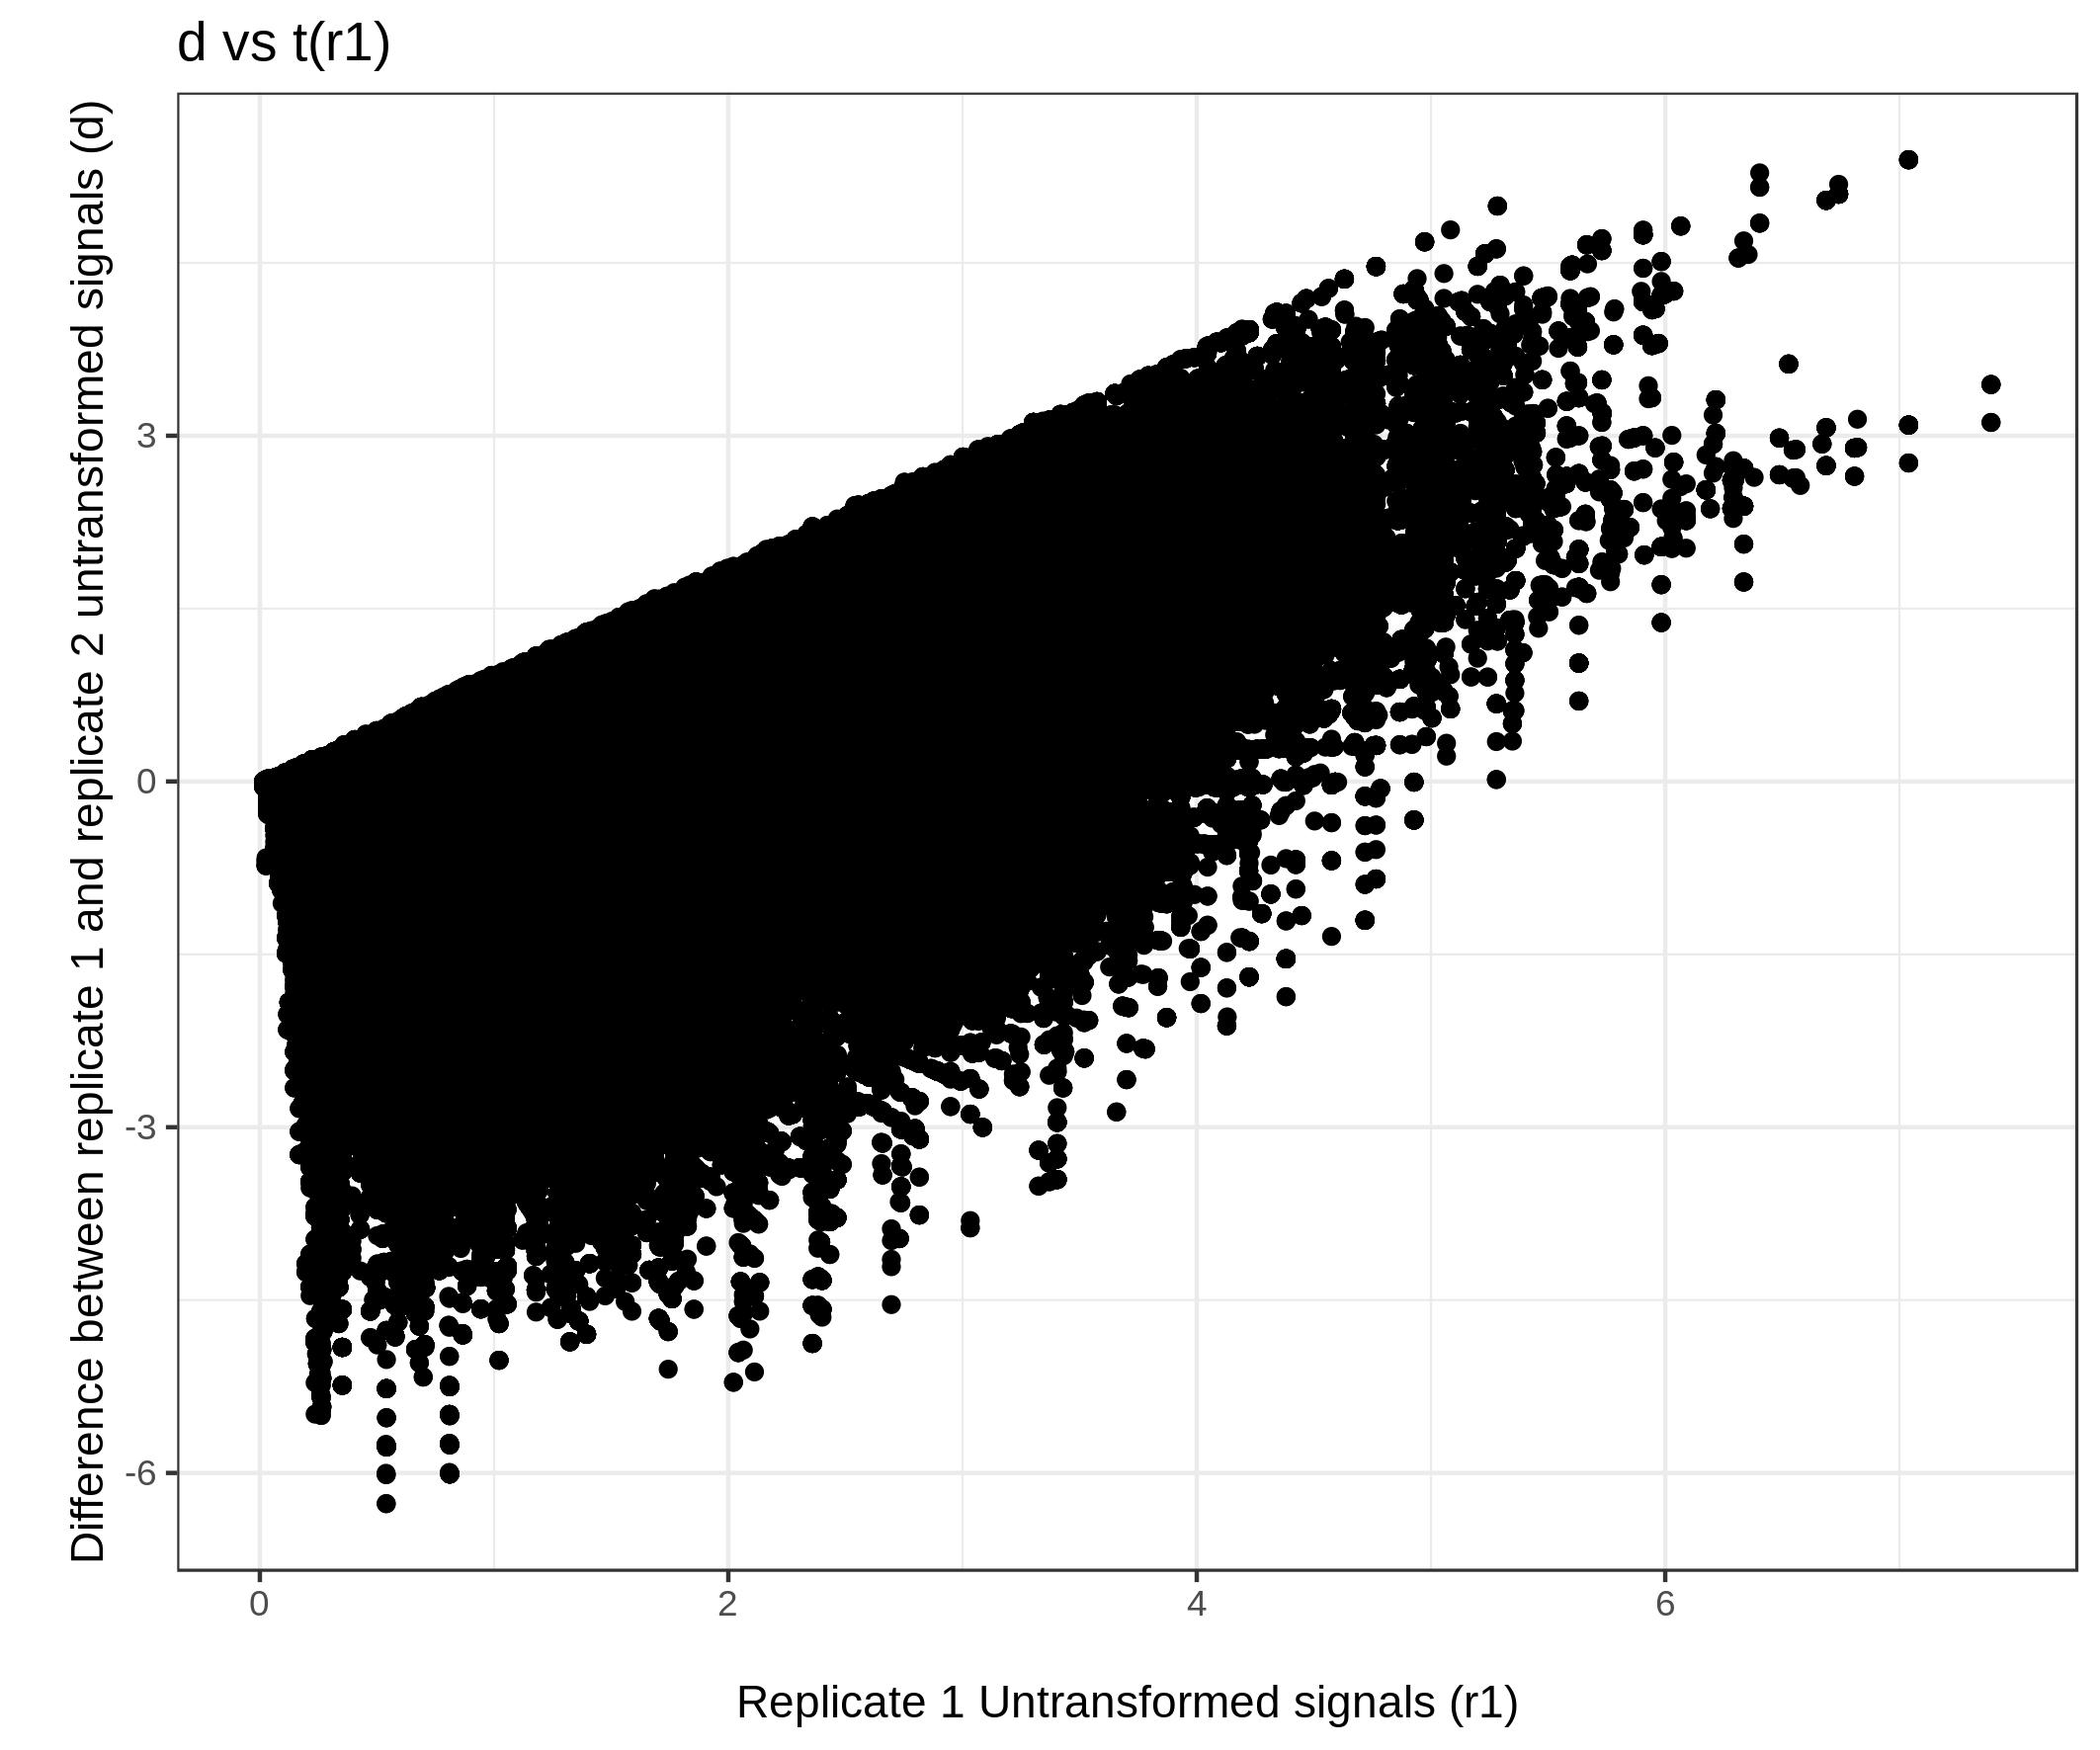 d vs t(r1)
Difference between replicate 1 and replicate 2 untransformed signals (d)
3
0
-3
-6
0
2
4
6
Replicate 1 Untransformed signals (r1)